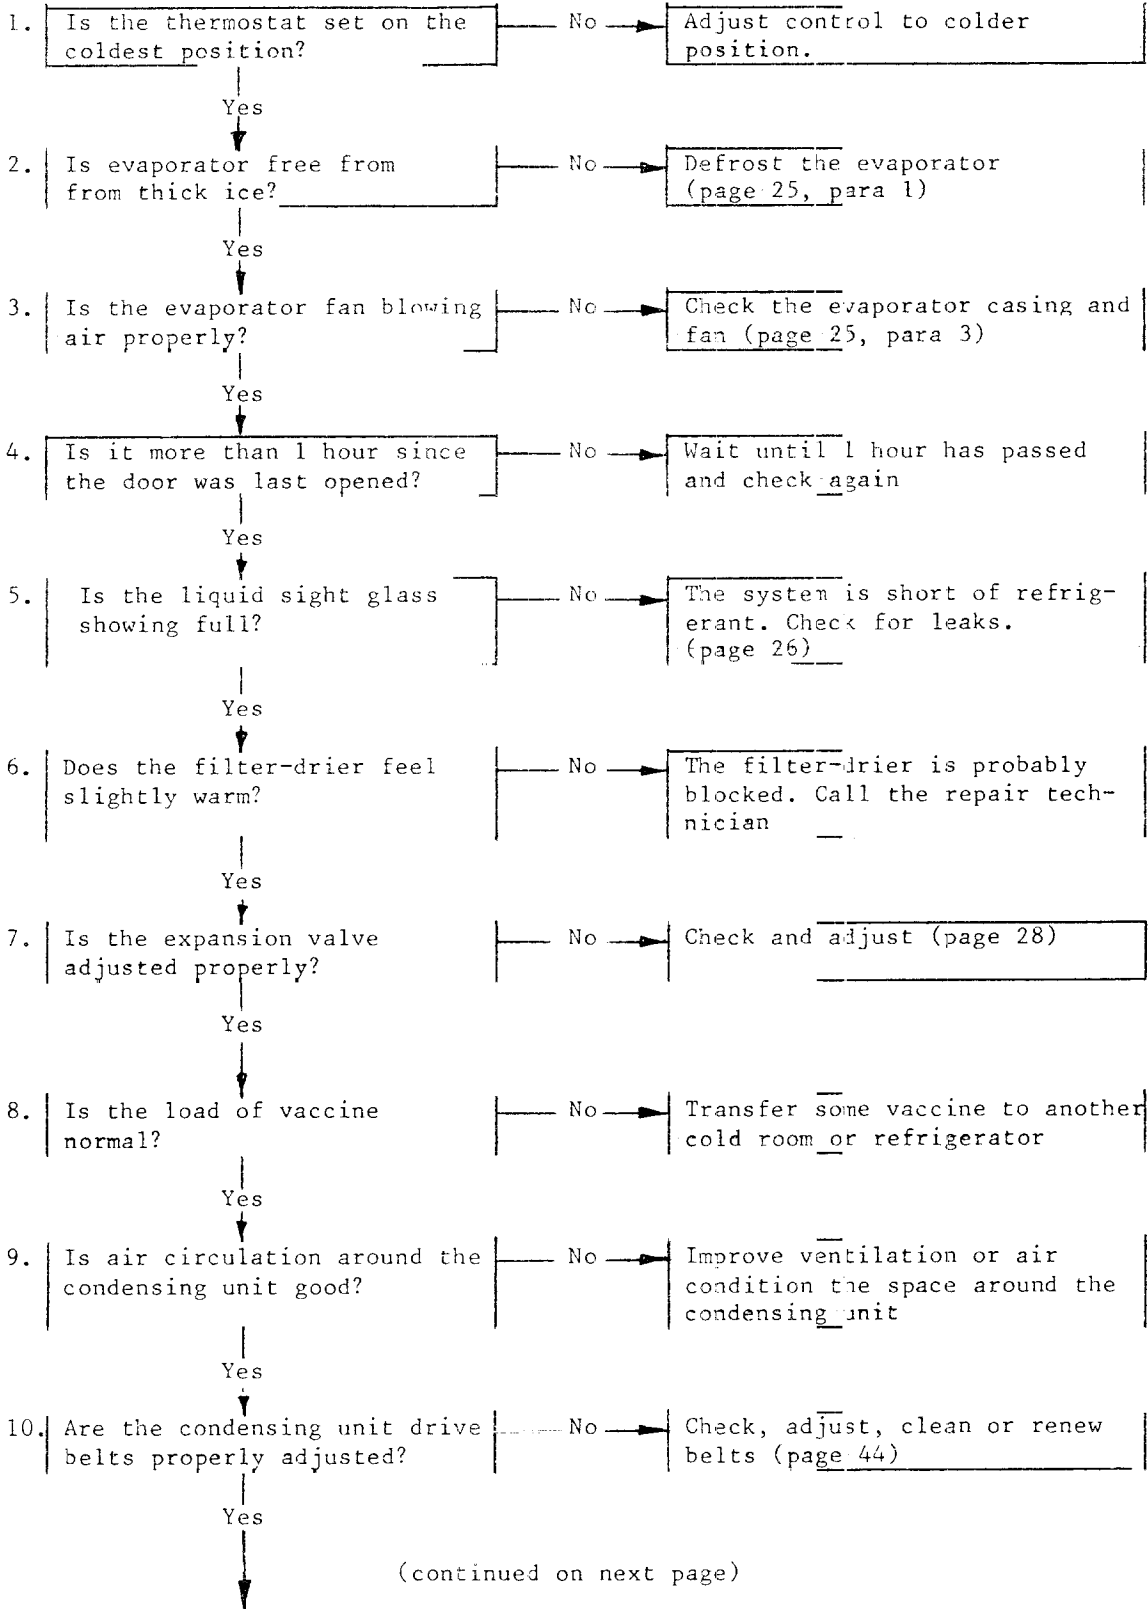 1. Is the thermostat set on the
coldest position?
No
Adjust control to colder
position.
Yes
2. Is evaporator free from
from thick ice?
No
Defrost the evaporator
(page 25, para 1)
Yes
3. Is the evaporator fan blowing
air properly?
No
Check the evaporator casing and
fan (page 25, para 3)
Yes
4. Is it more than 1 hour since
the door was last opened?
No
Wait until 1 hour has passed
and check again
Yes
5. Is the liquid sight glass
showing full?
No
The system is short of refrig-
erant. Check for leaks.
(page 26)
Yes
6. Does the filter-drier feel
slightly warm?
No
The filter-drier is probably
blocked. Call the repair tech-
nician
Yes
7. Is the expansion valve
adjusted properly?
No
Check and adjust (page 28)
Yes
8. Is the load of vaccine
normal?
No
Transfer some vaccine to another
cold room or refrigerator
Yes
9. Is air circulation around the
condensing unit good?
No
Improve ventilation or air
condition the space around the
condensing unit
Yes
10. Are the condensing unit drive
belts properly adjusted?
No
Check, adjust, clean or renew
belts (page 44)
Yes
(continued on next page)